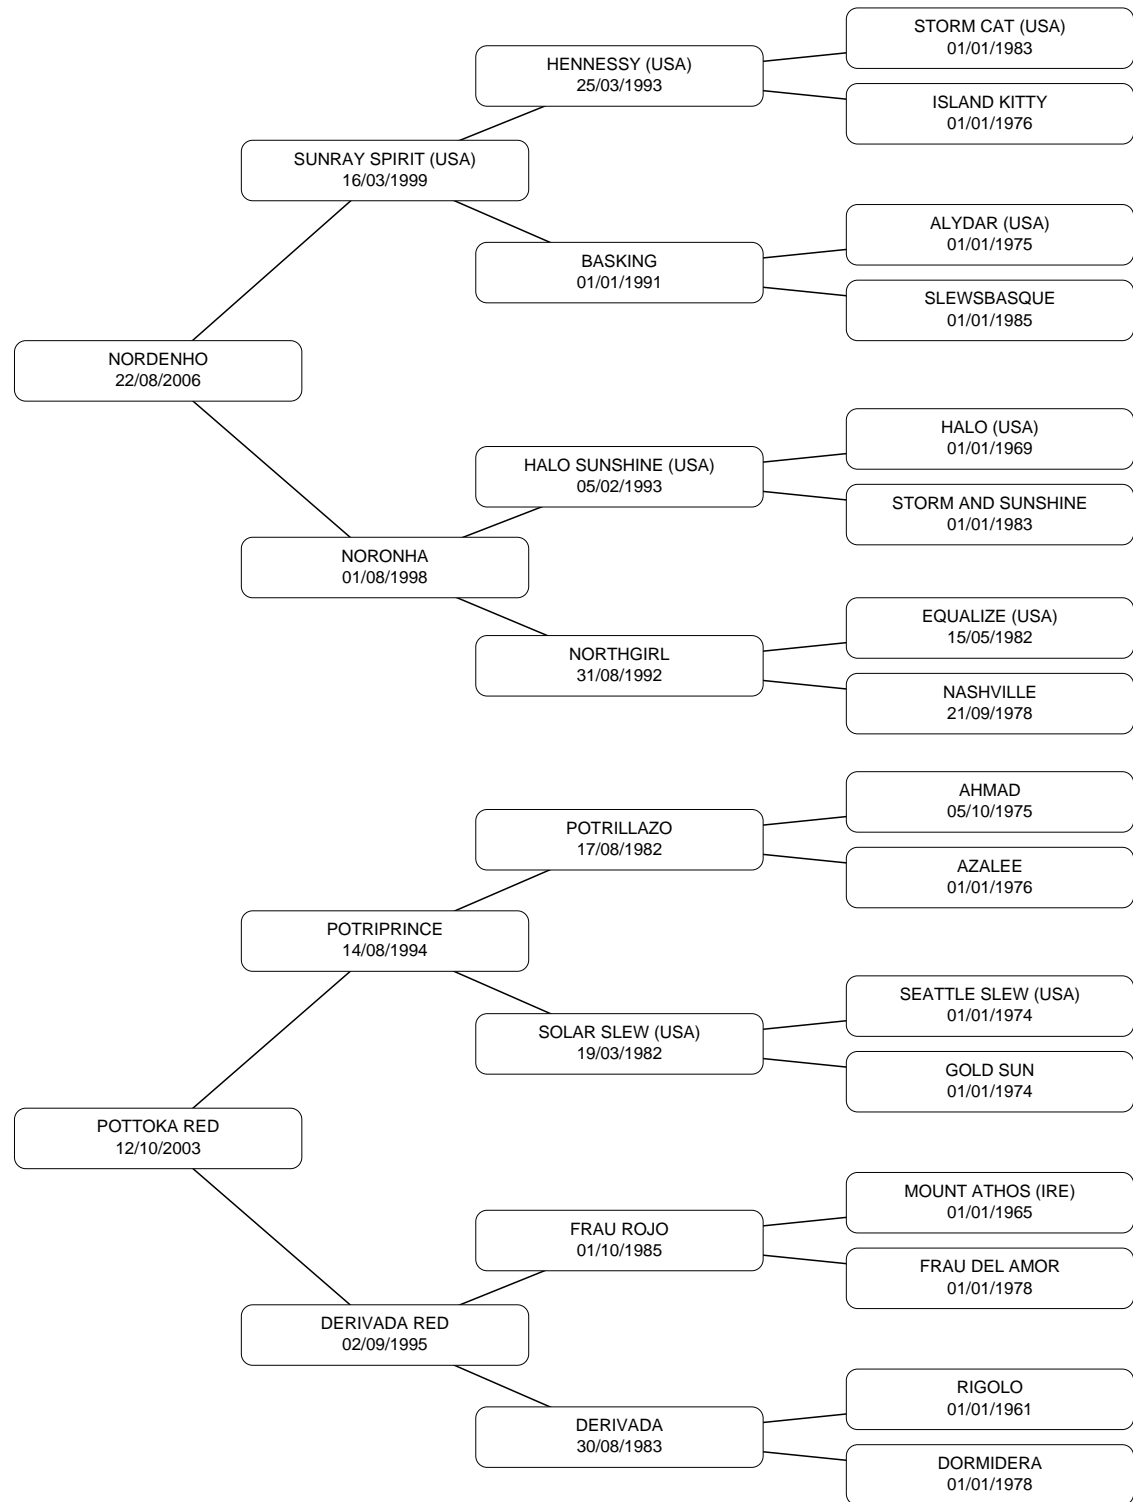 STORM CAT (USA)
01/01/1983
HENNESSY (USA)
25/03/1993
ISLAND KITTY
01/01/1976
SUNRAY SPIRIT (USA)
16/03/1999
ALYDAR (USA)
01/01/1975
BASKING
01/01/1991
SLEWSBASQUE
01/01/1985
NORDENHO
22/08/2006
HALO (USA)
01/01/1969
HALO SUNSHINE (USA)
05/02/1993
STORM AND SUNSHINE
01/01/1983
NORONHA
01/08/1998
EQUALIZE (USA)
15/05/1982
NORTHGIRL
31/08/1992
NASHVILLE
21/09/1978
AHMAD
05/10/1975
POTRILLAZO
17/08/1982
AZALEE
01/01/1976
POTRIPRINCE
14/08/1994
SEATTLE SLEW (USA)
01/01/1974
SOLAR SLEW (USA)
19/03/1982
GOLD SUN
01/01/1974
POTTOKA RED
12/10/2003
MOUNT ATHOS (IRE)
01/01/1965
FRAU ROJO
01/10/1985
FRAU DEL AMOR
01/01/1978
DERIVADA RED
02/09/1995
RIGOLO
01/01/1961
DERIVADA
30/08/1983
DORMIDERA
01/01/1978